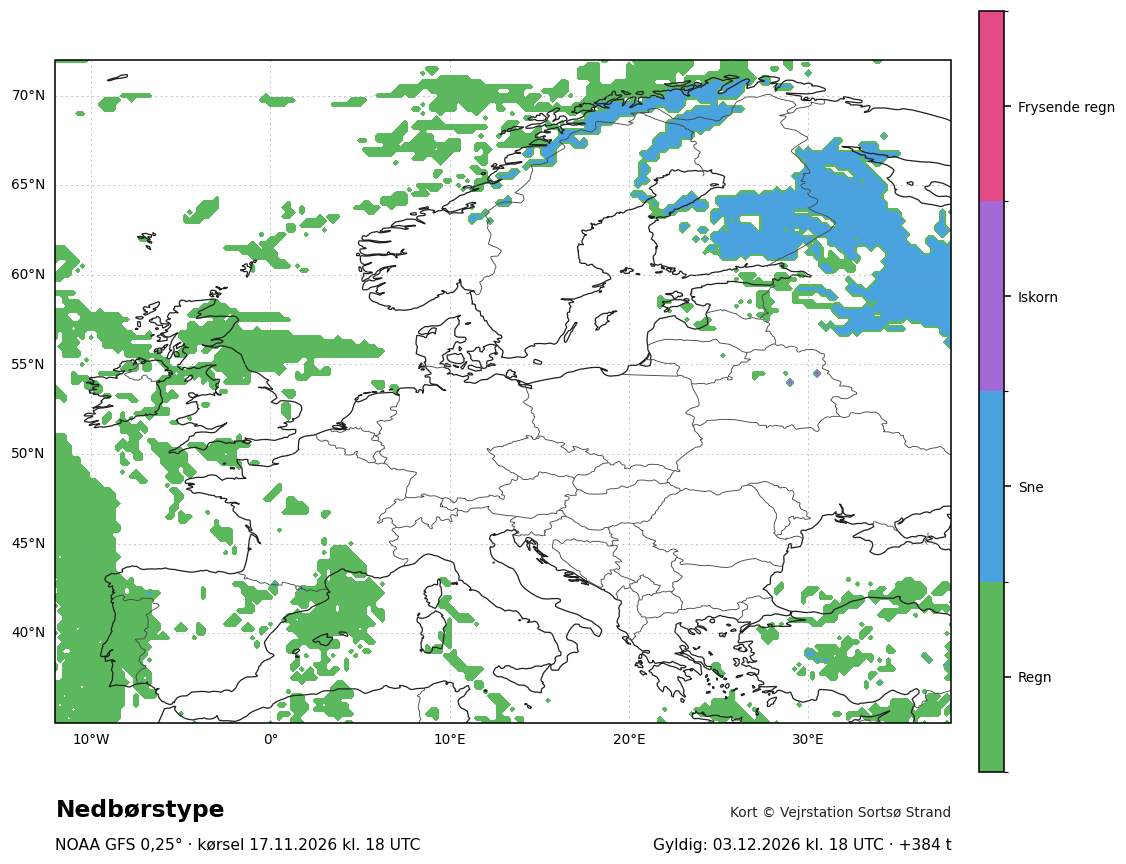 Frysende regn
Iskorn
Sne
Regn
70°N
65°N
60°N
55°N
50°N
45°N
40°N
10°W
0°
10°E
20°E
30°E
Nedbørstype
Kort © Vejrstation Sortsø Strand
NOAA GFS 0,25° · kørsel 17.11.2026 kl. 18 UTC
Gyldig: 03.12.2026 kl. 18 UTC · +384 t